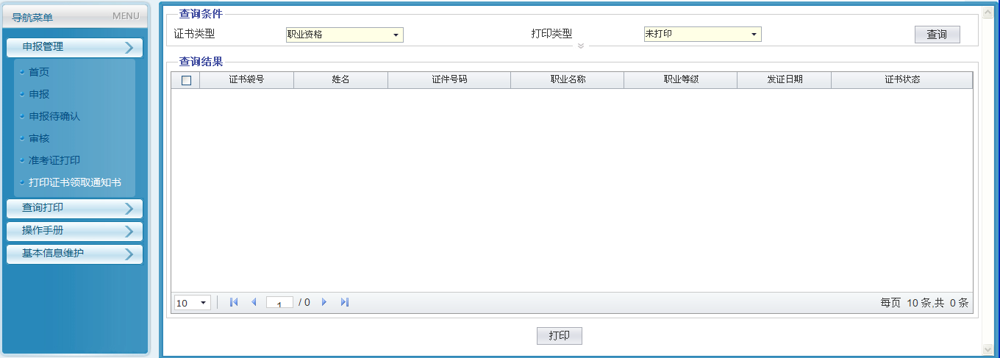 导航菜单 MENU
申报管理
首页
申报
申报待确认
审核
准考证打印
打印证书领取通知书
查询打印
操作手册
基本信息维护
查询条件
证书类型 职业资格 打印类型 未打印 查询
查询结果
证书袋号 姓名 证件号码 职业名称 职业等级 发证日期 证书状态
10 1 / 0 每页 10 条,共 0 条
打印